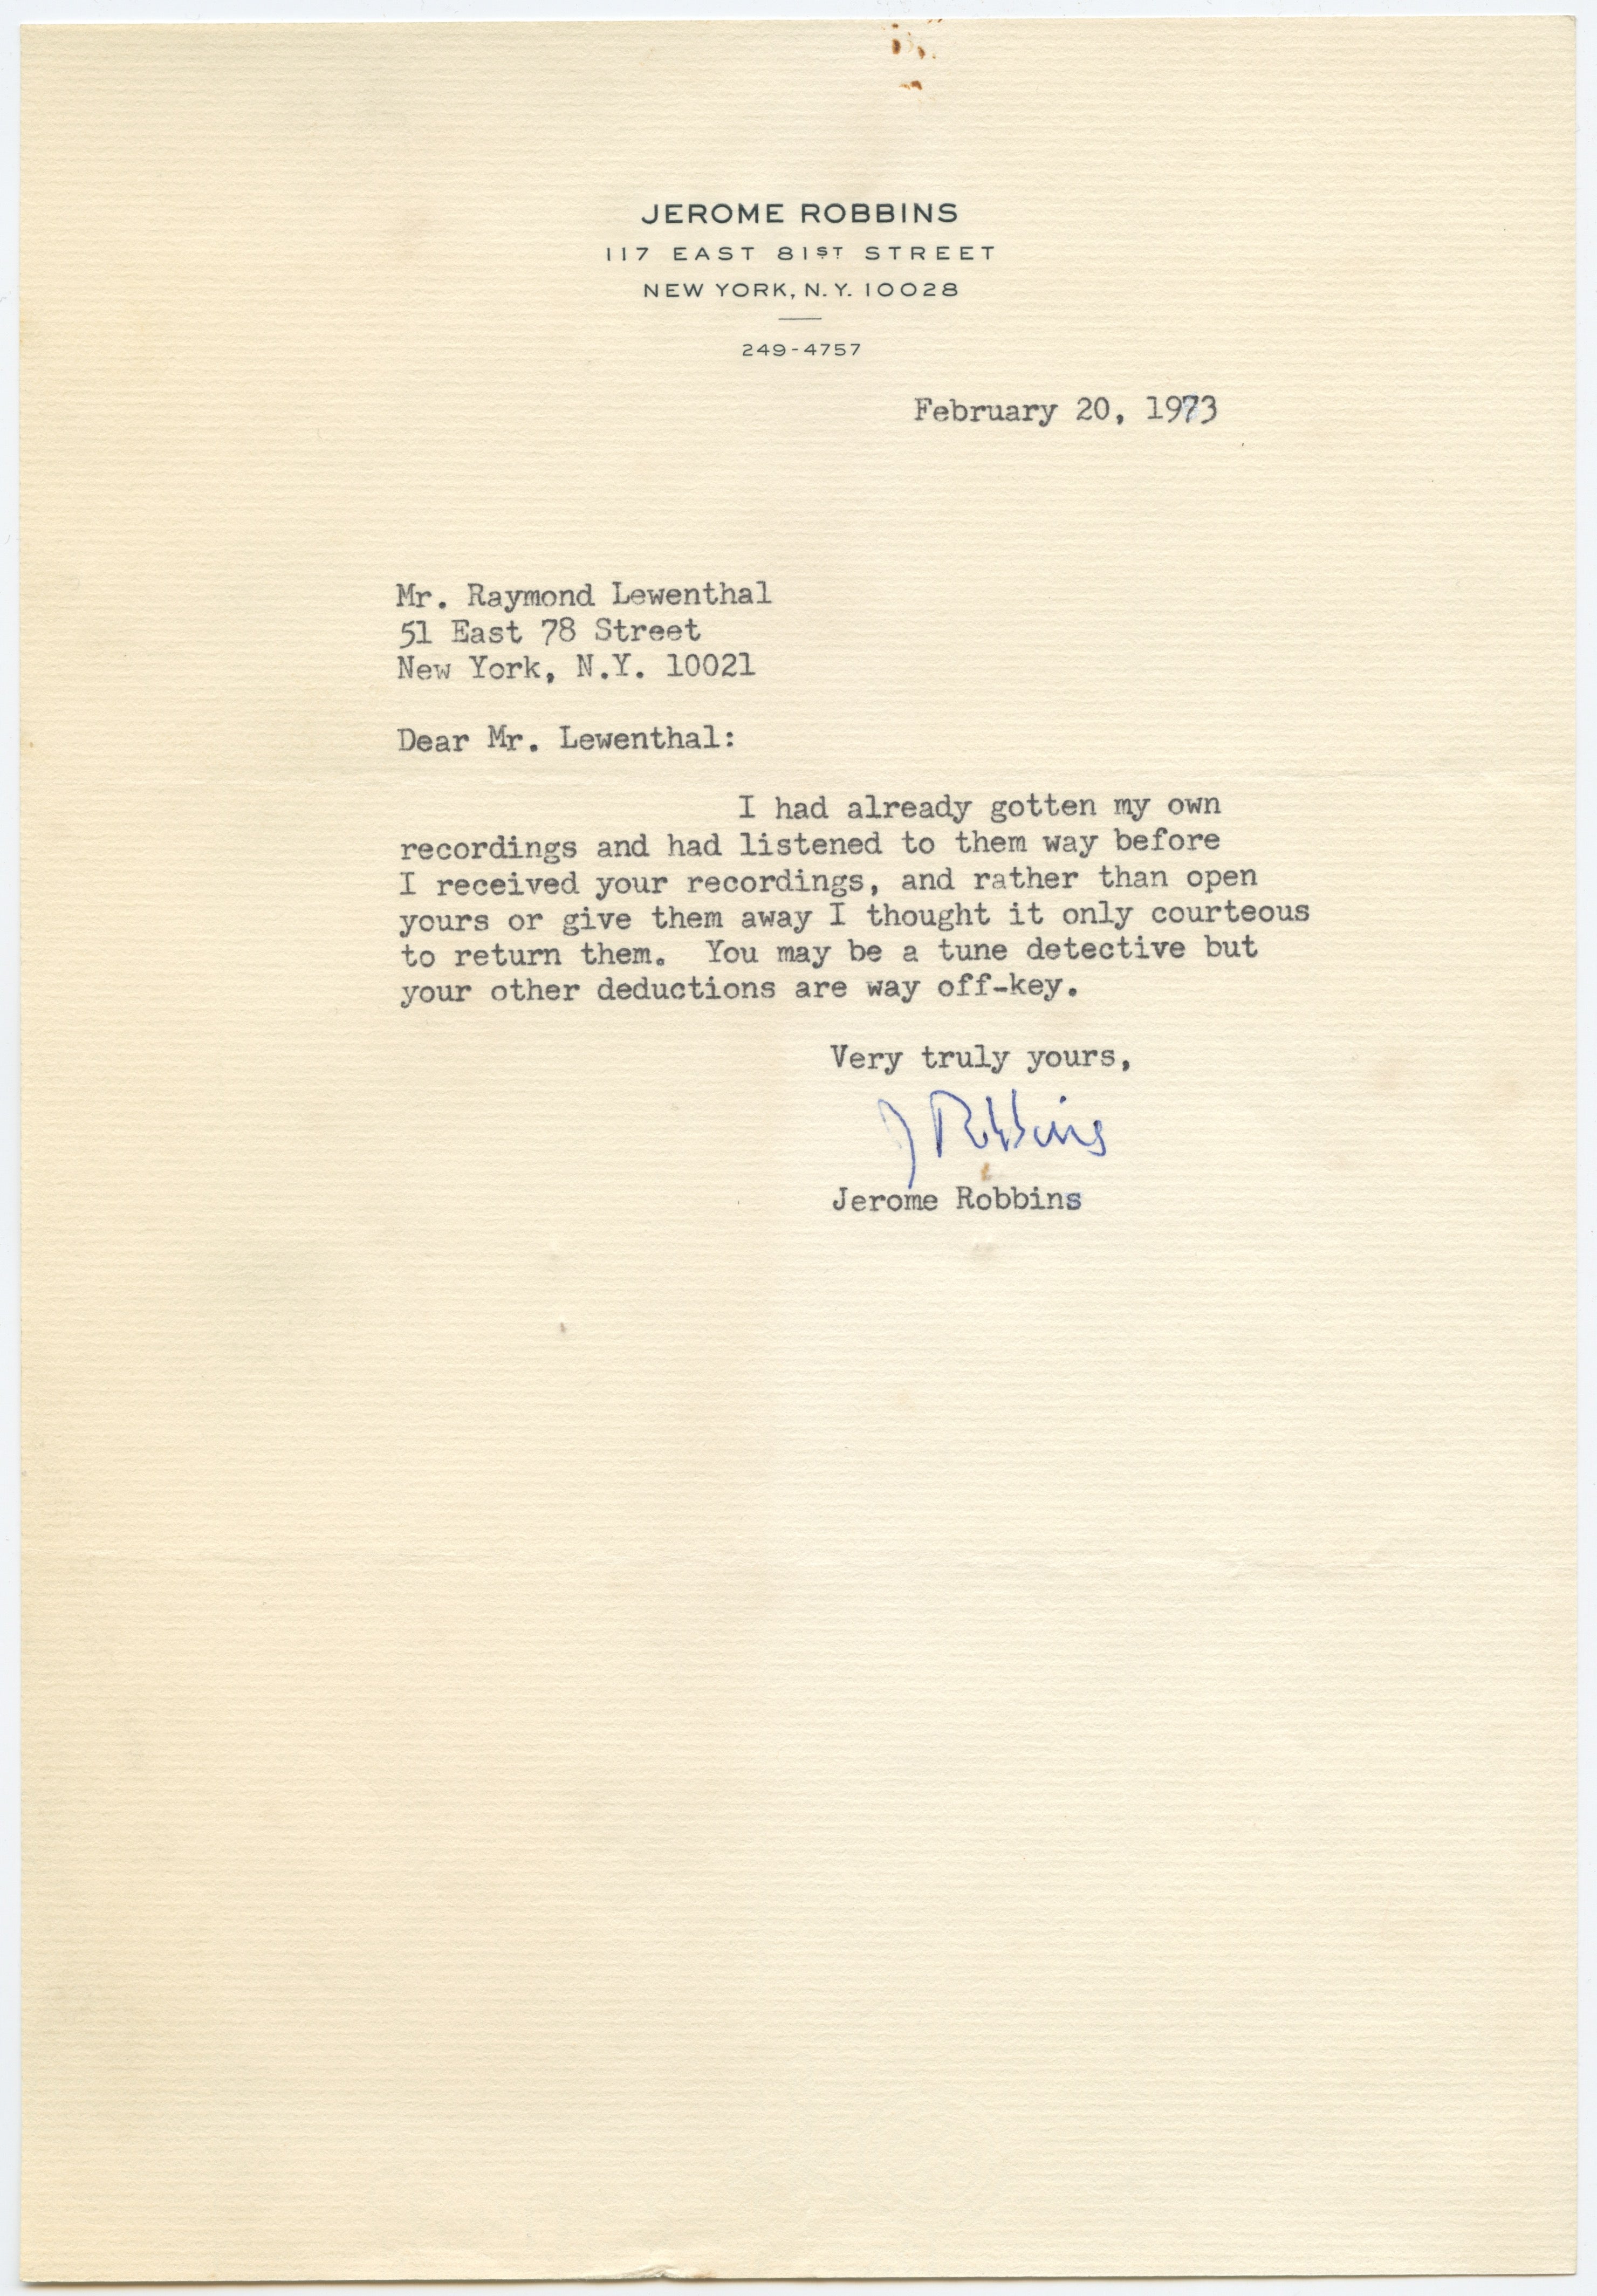 JEROME ROBBINS
117 EAST 81ST STREET
NEW YORK, N.Y. 10028
249-4757
February 20, 1973
Mr. Raymond Lewenthal
51 East 78 Street
New York, N.Y. 10021
Dear Mr. Lewenthal:
I had already gotten my own
recordings and had listened to them way before
I received your recordings, and rather than open
yours or give them away I thought it only courteous
to return them. You may be a tune detective but
your other deductions are way off-key.
Very truly yours,
J Robbins
Jerome Robbins